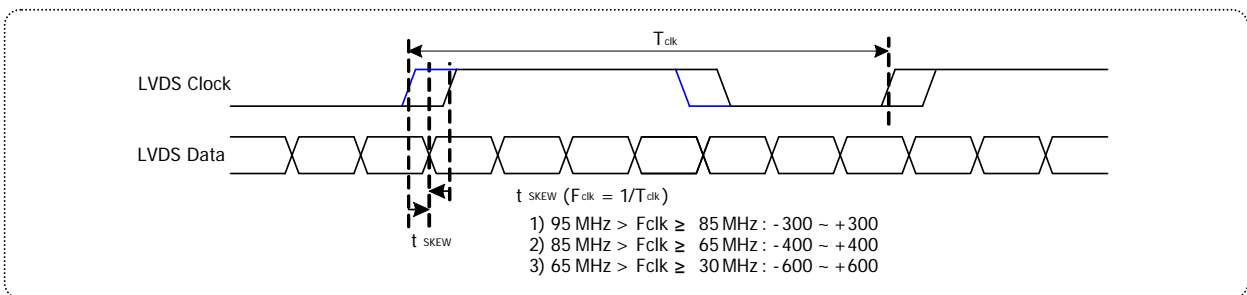 Tclk
LVDS Clock
LVDS Data
t SKEW (Fclk = 1/Tclk)
1) 95 MHz > Fclk ≥ 85 MHz : -300 ~ +300
2) 85 MHz > Fclk ≥ 65 MHz : -400 ~ +400
3) 65 MHz > Fclk ≥ 30 MHz : -600 ~ +600
t SKEW